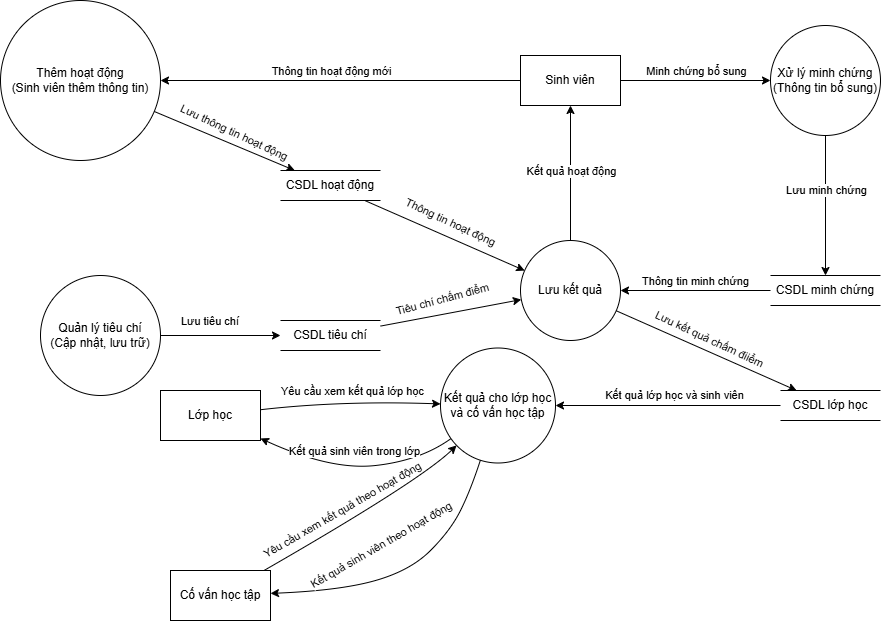 Thêm hoạt động
(Sinh viên thêm thông tin)
Thông tin hoạt động mới
Sinh viên
Minh chứng bổ sung
Xử lý minh chứng
(Thông tin bổ sung)
Lưu thông tin hoạt động
Kết quả hoạt động
CSDL hoạt động
Lưu minh chứng
Thông tin hoạt động
Lưu kết quả
Thông tin minh chứng
CSDL minh chứng
Quản lý tiêu chí
(Cập nhật, lưu trữ)
Lưu tiêu chí
CSDL tiêu chí
Tiêu chí chấm điểm
Lưu kết quả chấm điiểm
Lớp học
Yêu cầu xem kết quả lớp học
Kết quả cho lớp học
và cố vấn học tập
Kết quả lớp học và sinh viên
CSDL lớp học
Kết quả sinh viên trong lớp
Yêu cầu xem kết quả theo hoạt động
Kết quả sinh viên theo hoạt động
Cố vấn học tập